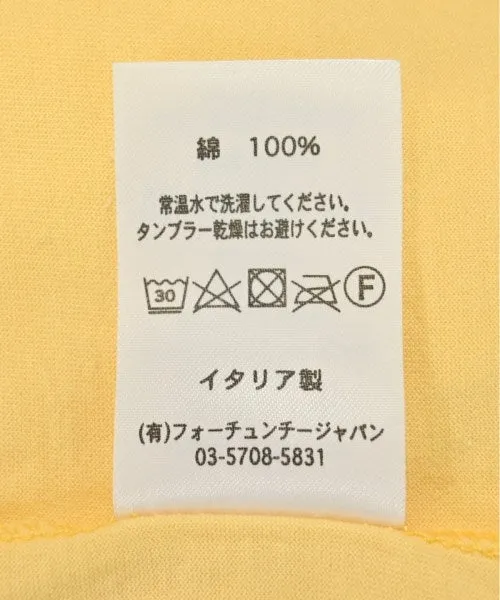 綿 100%
常温水で洗濯してください。
タンブラー乾燥はお避けください。
30 F
イタリア製
(有)フォーチュンチージャパン
03-5708-5831